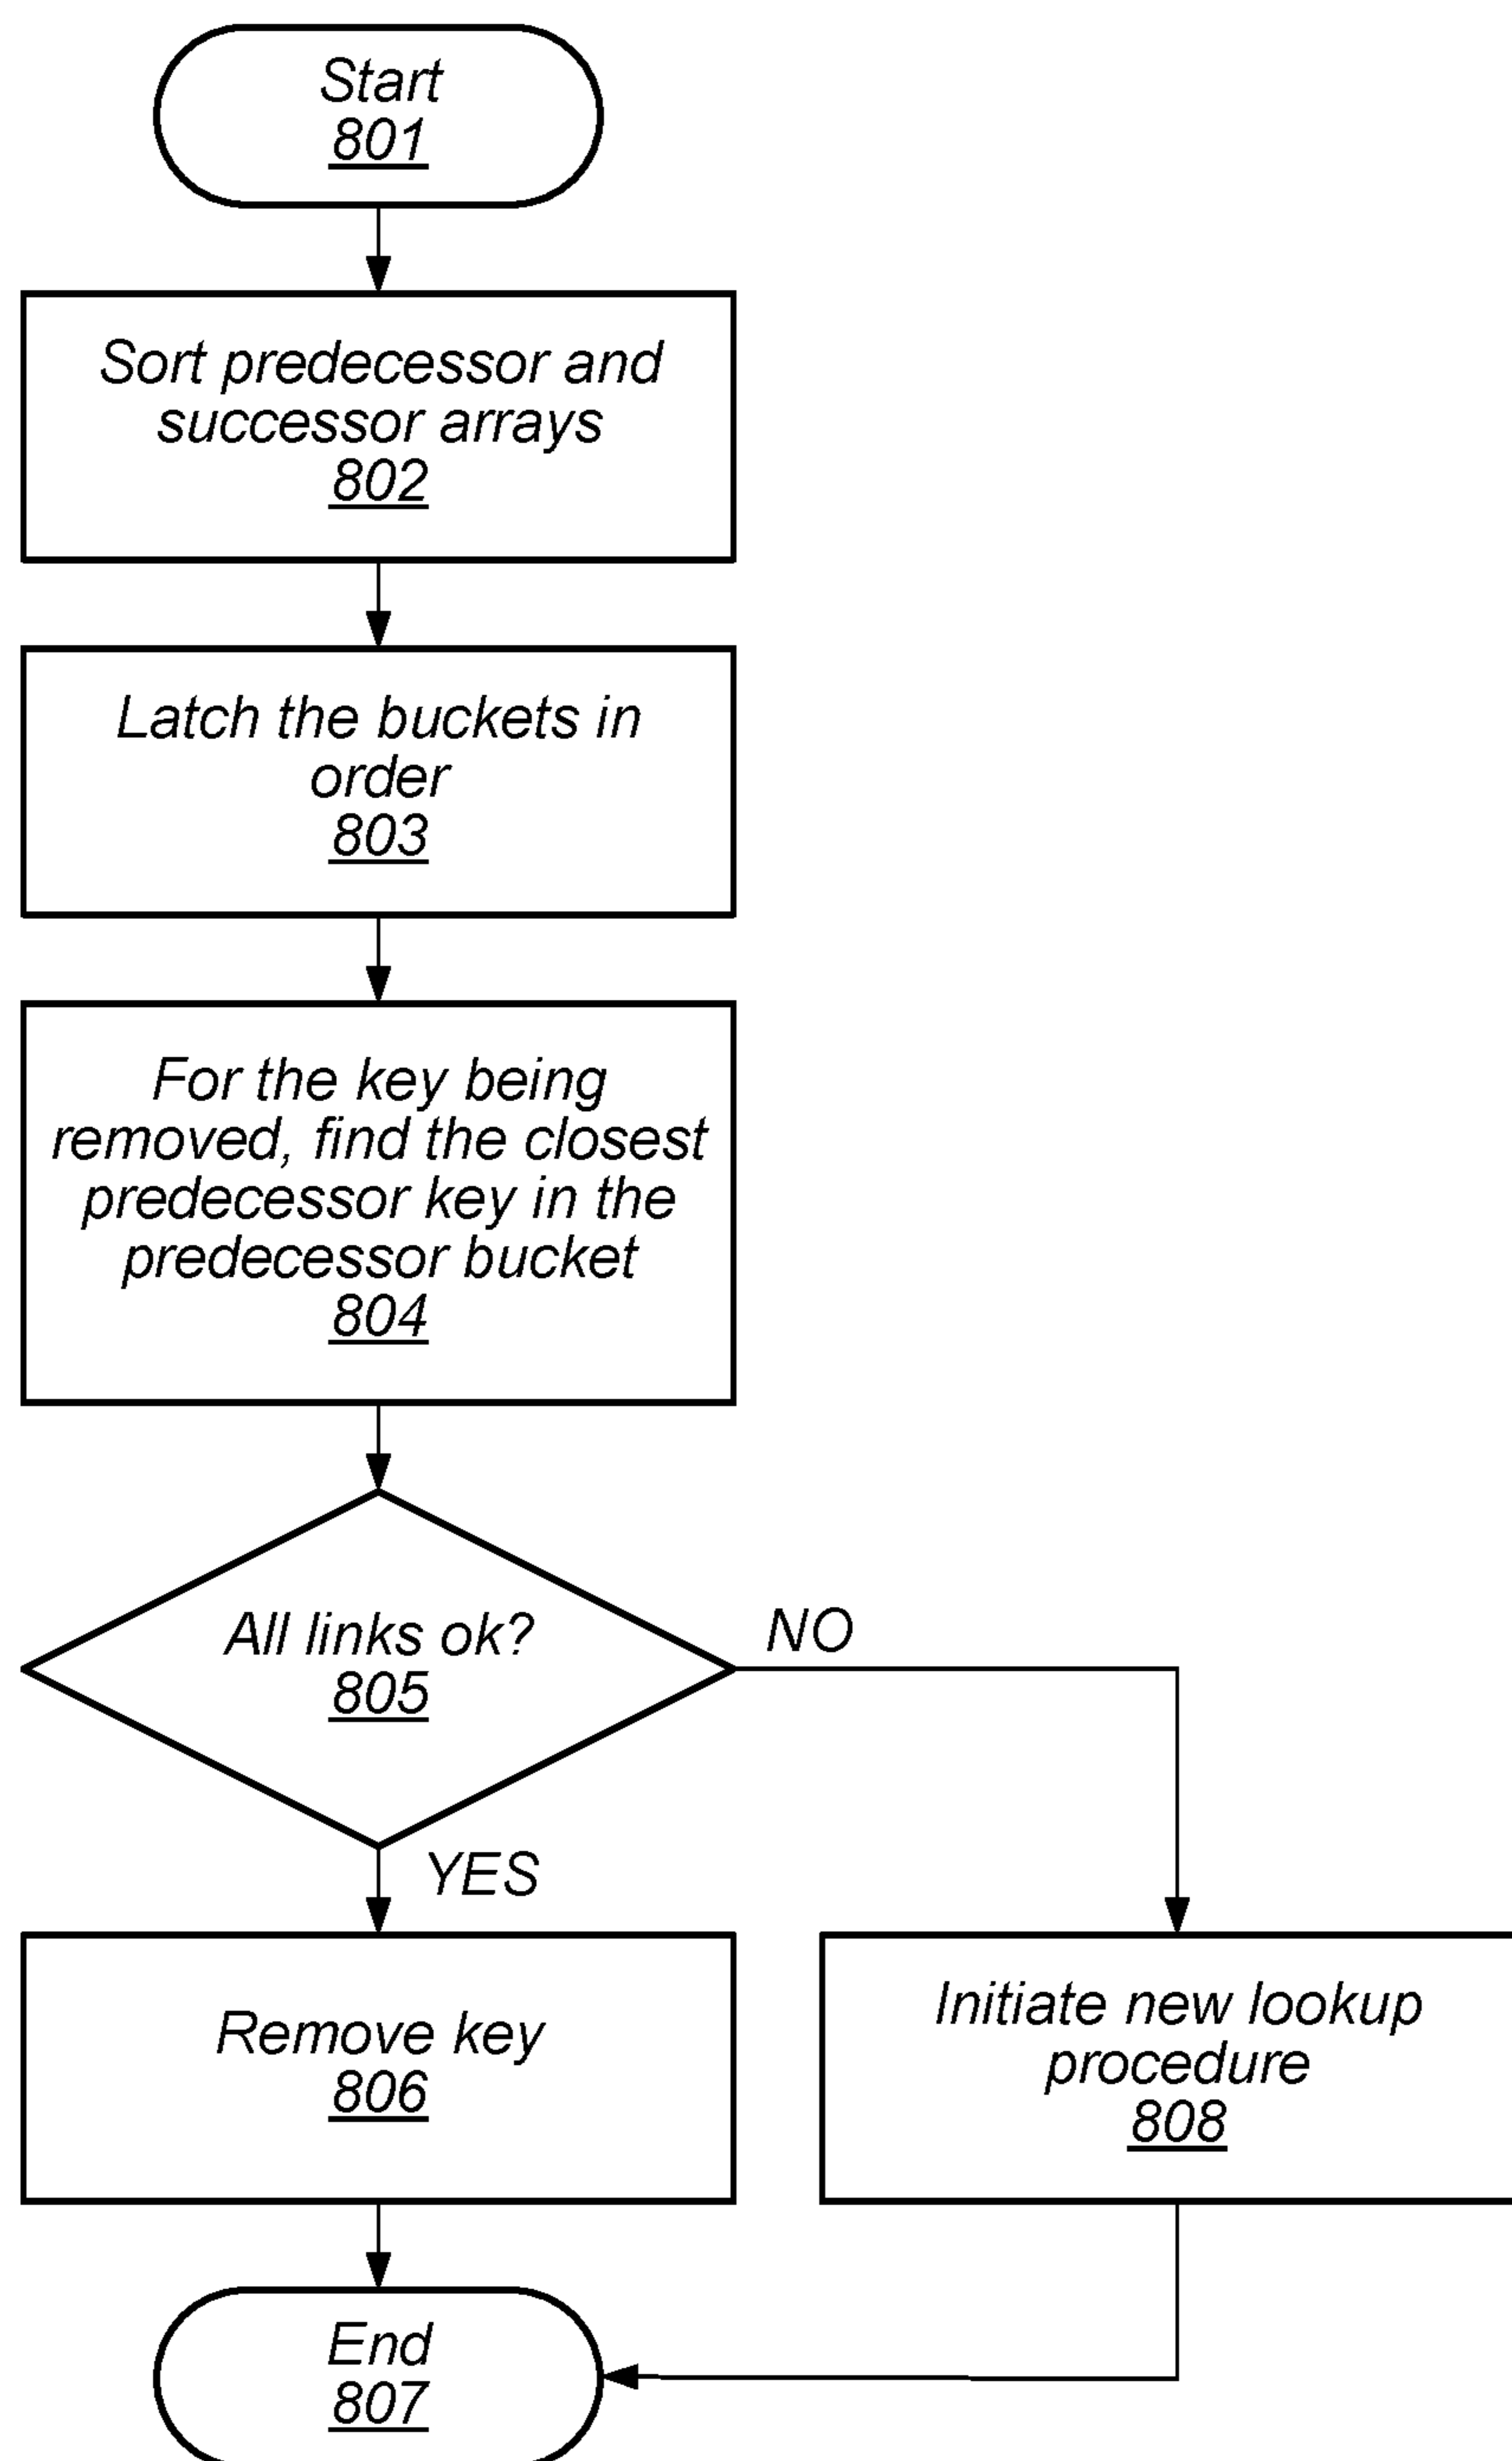 Start
801
Sort predecessor and
successor arrays
802
Latch the buckets in
order
803
For the key being
removed, find the closest
predecessor key in the
predecessor bucket
804
All links ok?
805
NO
YES
Remove key
806
Initiate new lookup
procedure
808
End
807